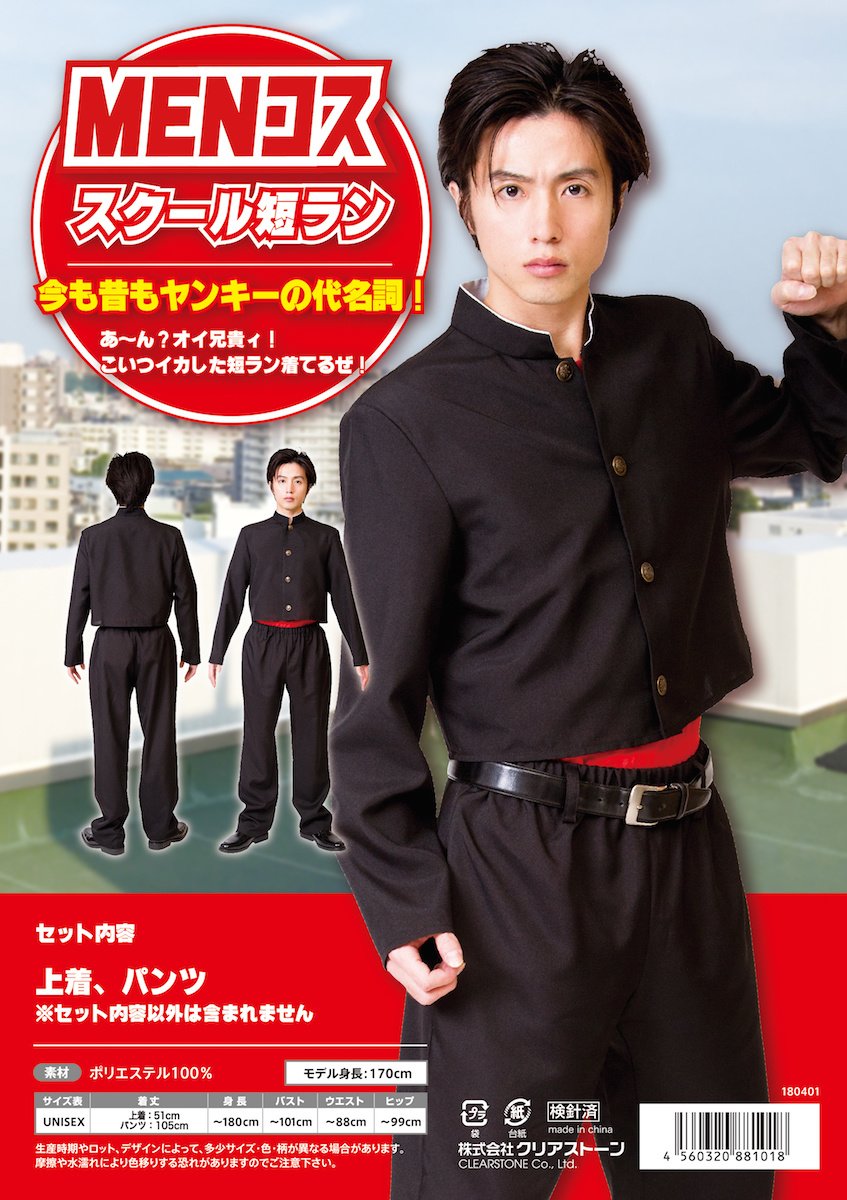 MENコス
スクール短ラン
今も昔もヤンキーの代名詞！
あ～ん？オイ兄貴ィ！
こいつイカした短ラン着てるぜ！
セット内容
上着、パンツ
※セット内容以外は含まれません
素材 ポリエステル100％ モデル身長：170cm
サイズ表 着丈 身長 バスト ウエスト ヒップ
UNISEX 上着：51cm パンツ：105cm ～180cm ～101cm ～88cm ～99cm
生産時期やロット、デザインによって、多少サイズ・色・柄が異なる場合があります。
摩擦や水濡れにより色移りする恐れがありますのでご注意下さい。
180401
プラ 紙 検針済
袋 台紙 made in china
株式会社クリアストーン
CLEARSTONE Co., Ltd.
4 560320 881018